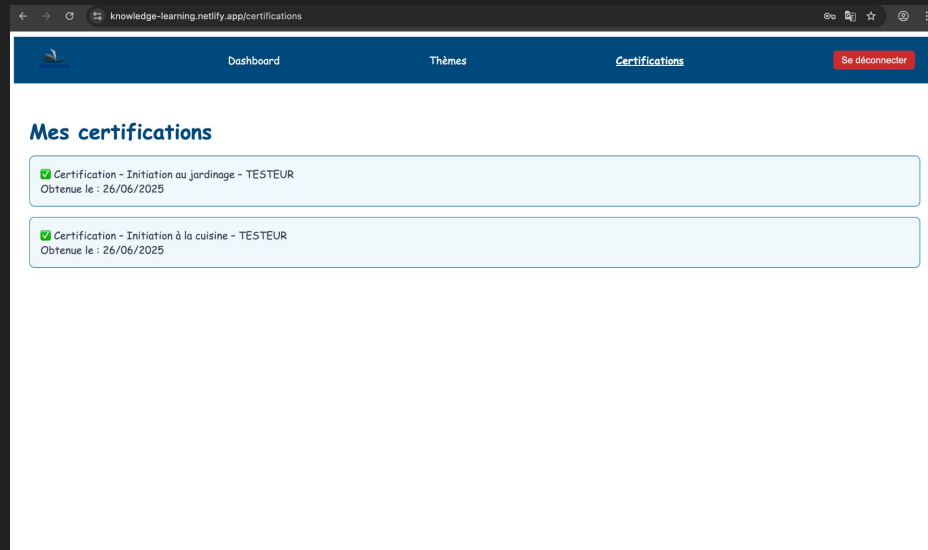 knowledge-learning.netlify.app/certifications
Dashboard
Thèmes
Certifications
Se déconnecter
Mes certifications
✅ Certification – Initiation au jardinage – TESTEUR
Obtenue le : 26/06/2025
✅ Certification – Initiation à la cuisine – TESTEUR
Obtenue le : 26/06/2025